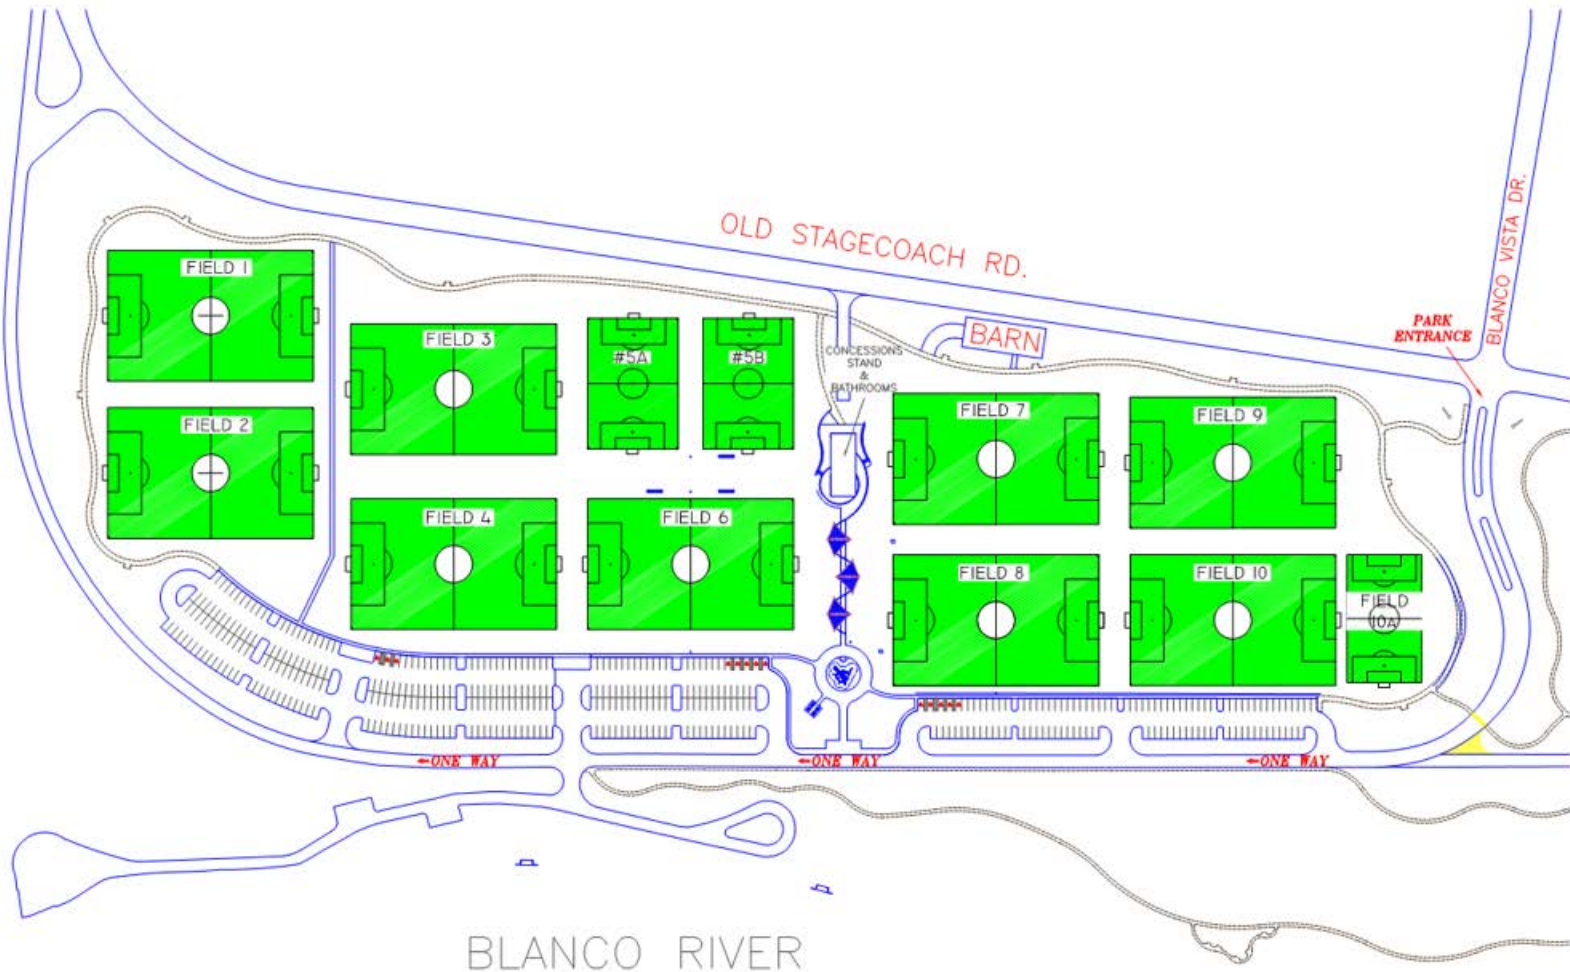 OLD STAGECOACH RD.
BLANCO VISTA DR.
PARK
ENTRANCE
BARN
CONCESSIONS
STAND
&
BATHROOMS
FIELD 1
FIELD 2
FIELD 3
#5A
#5B
FIELD 4
FIELD 6
FIELD 7
FIELD 9
FIELD 8
FIELD 10
FIELD
10A
←ONE WAY
←ONE WAY
←ONE WAY
BLANCO RIVER